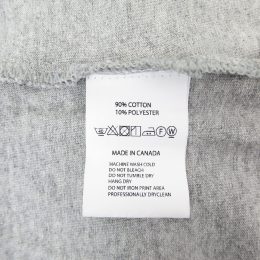 90% COTTON
10% POLYESTER
MADE IN CANADA
MACHINE WASH COLD
DO NOT BLEACH
DO NOT TUMBLE DRY
HANG DRY
DO NOT IRON PRINT AREA
PROFESSIONALLY DRYCLEAN